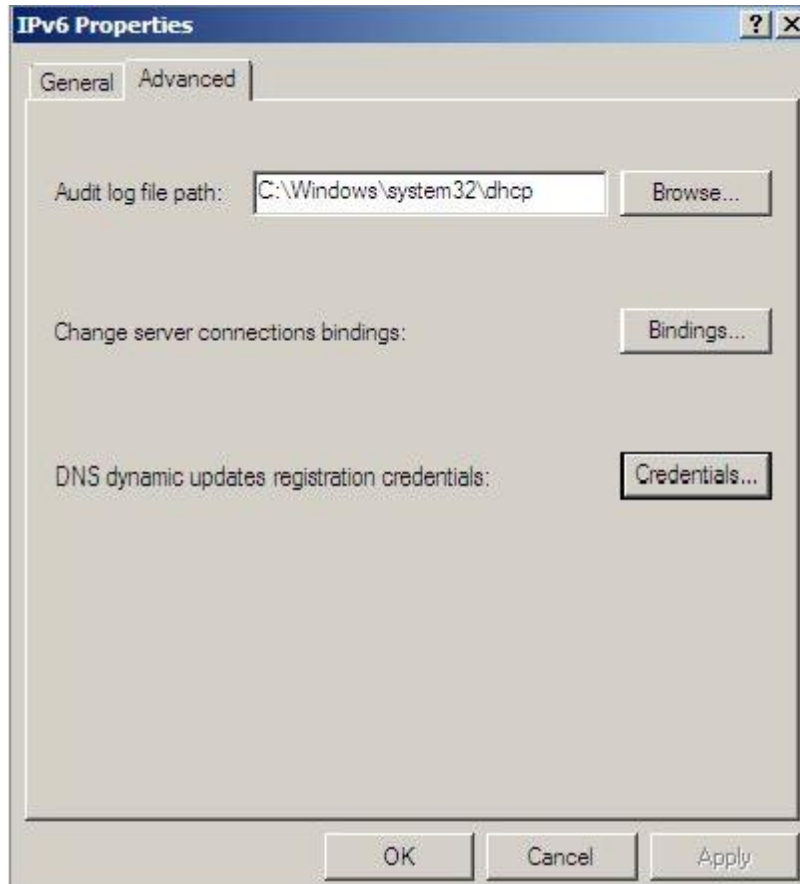 IPv6 Properties
General Advanced
Audit log file path: C:\Windows\system32\dhcp Browse...
Change server connections bindings: Bindings...
DNS dynamic updates registration credentials: Credentials...
OK Cancel Apply